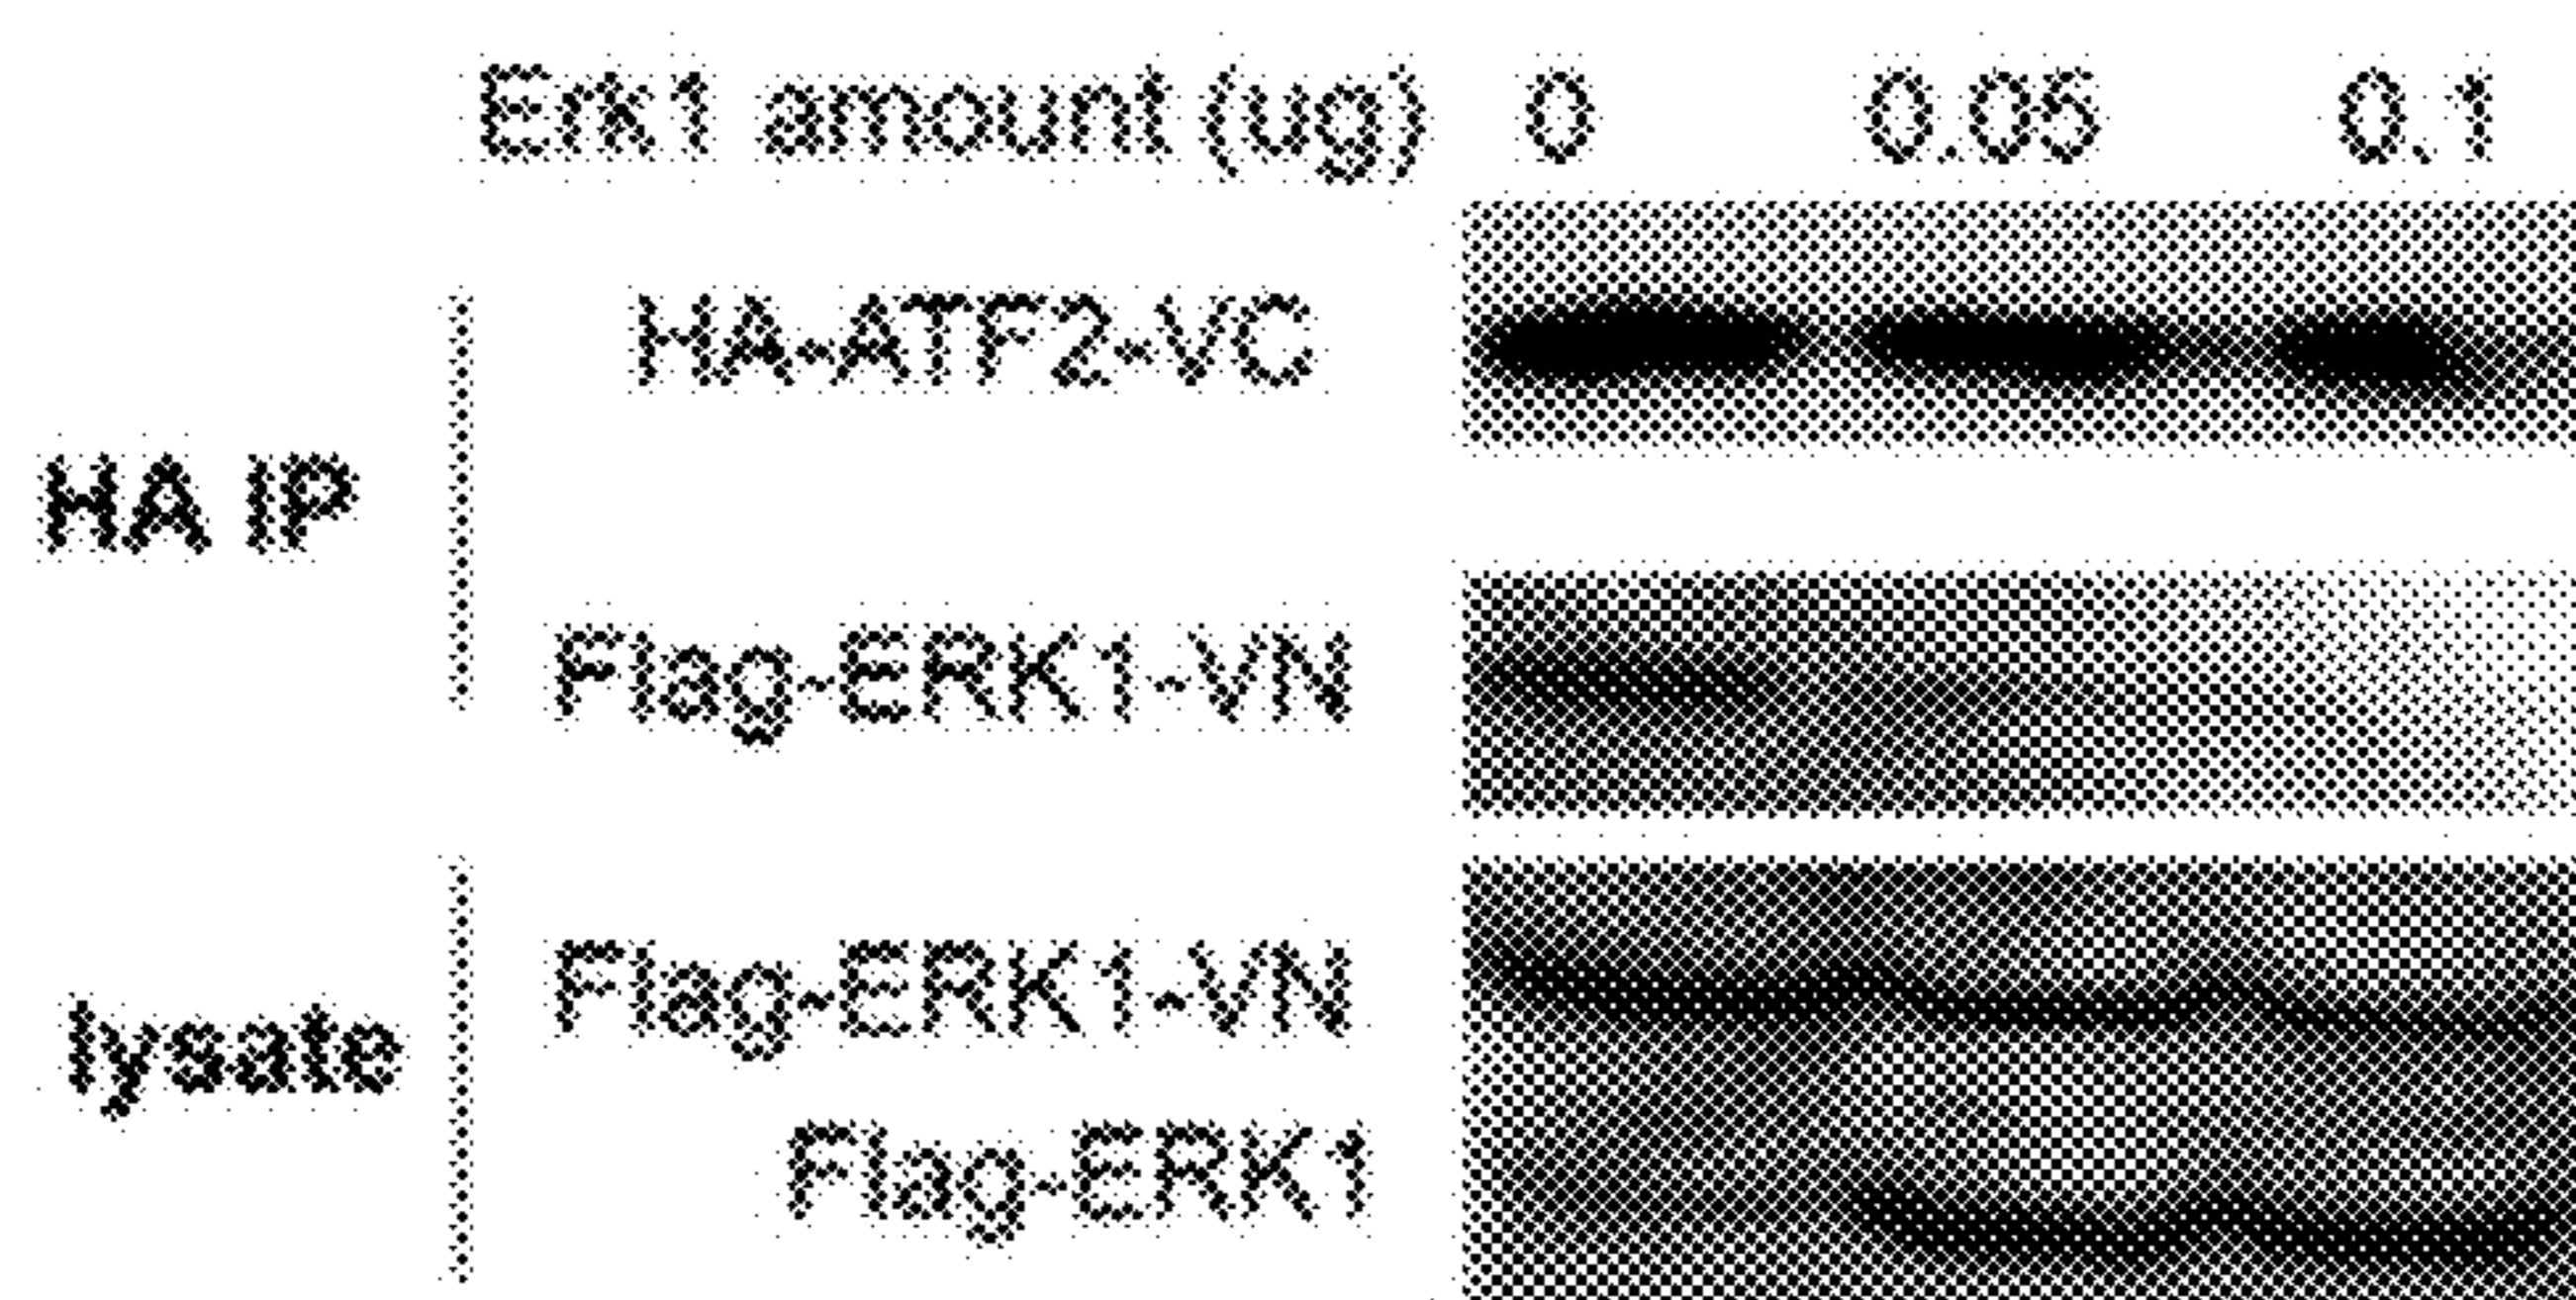 Erk1 amount (ug) 0 0.05 0.1
HA-ATF2-VC
HA IP
Flag-ERK1-VN
Flag-ERK1-VN
lysate
Flag-ERK1